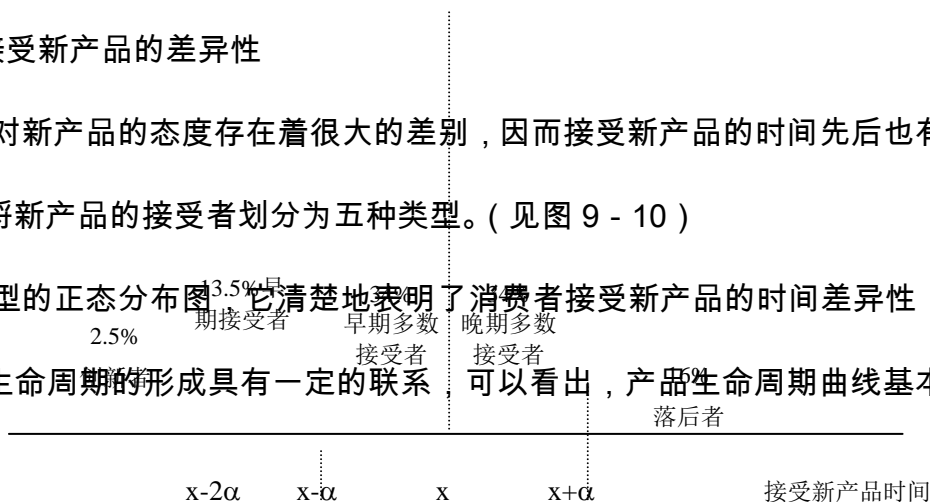 接受新产品的差异性
对新产品的态度存在着很大的差别，因而接受新产品的时间先后也有
将新产品的接受者划分为五种类型。（见图 9－10）
型的正态分布图，它清楚地表明了消费者接受新产品的时间差异性
13.5%早
期接受者
早期多数
接受者
晚期多数
接受者
2.5%
生命周期的形成具有一定的联系，可以看出，产品生命周期曲线基本
16%
落后者
x-2α x-α x x+α 接受新产品时间